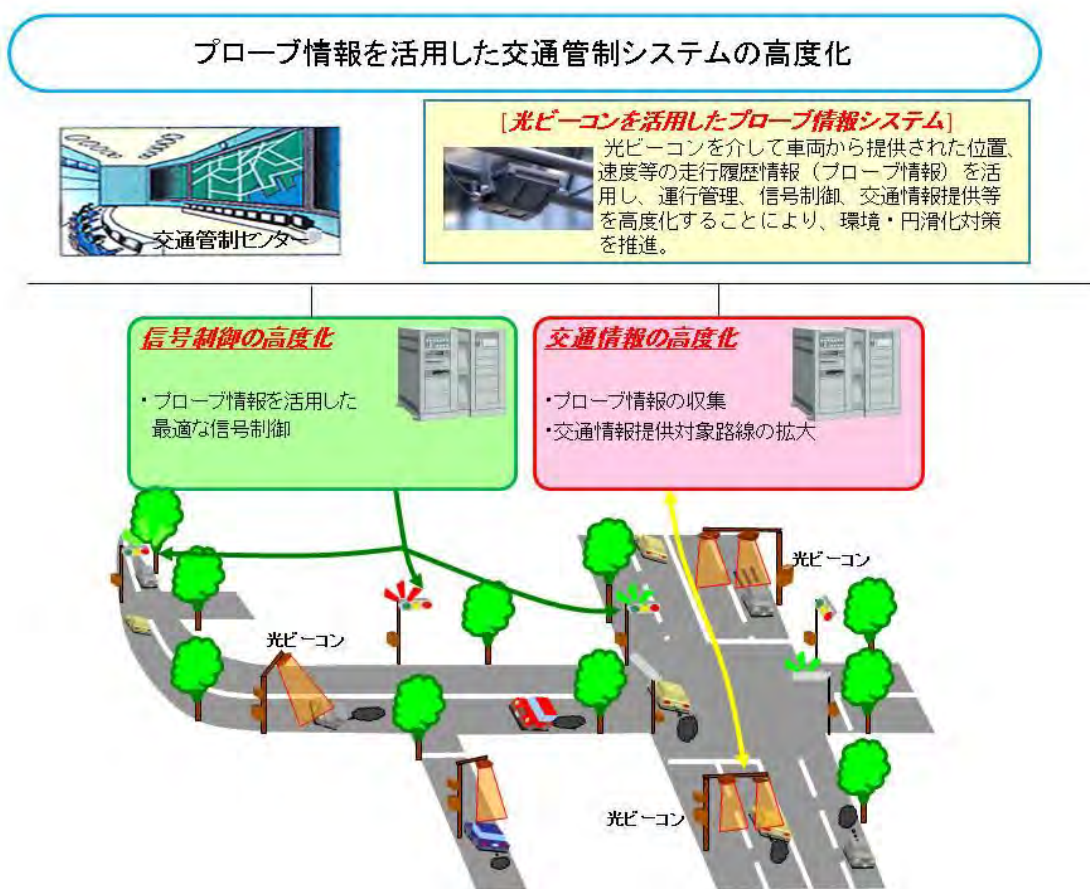 プローブ情報を活用した交通管制システムの高度化
[光ビーコンを活用したプローブ情報システム]
光ビーコンを介して車両から提供された位置、
速度等の走行履歴情報（プローブ情報）を活
用し、運行管理、信号制御、交通情報提供等
を高度化することにより、環境・円滑化対策
を推進。
交通管制センター
信号制御の高度化
・プローブ情報を活用した
最適な信号制御
交通情報の高度化
・プローブ情報の収集
・交通情報提供対象路線の拡大
光ビーコン
光ビーコン
光ビーコン